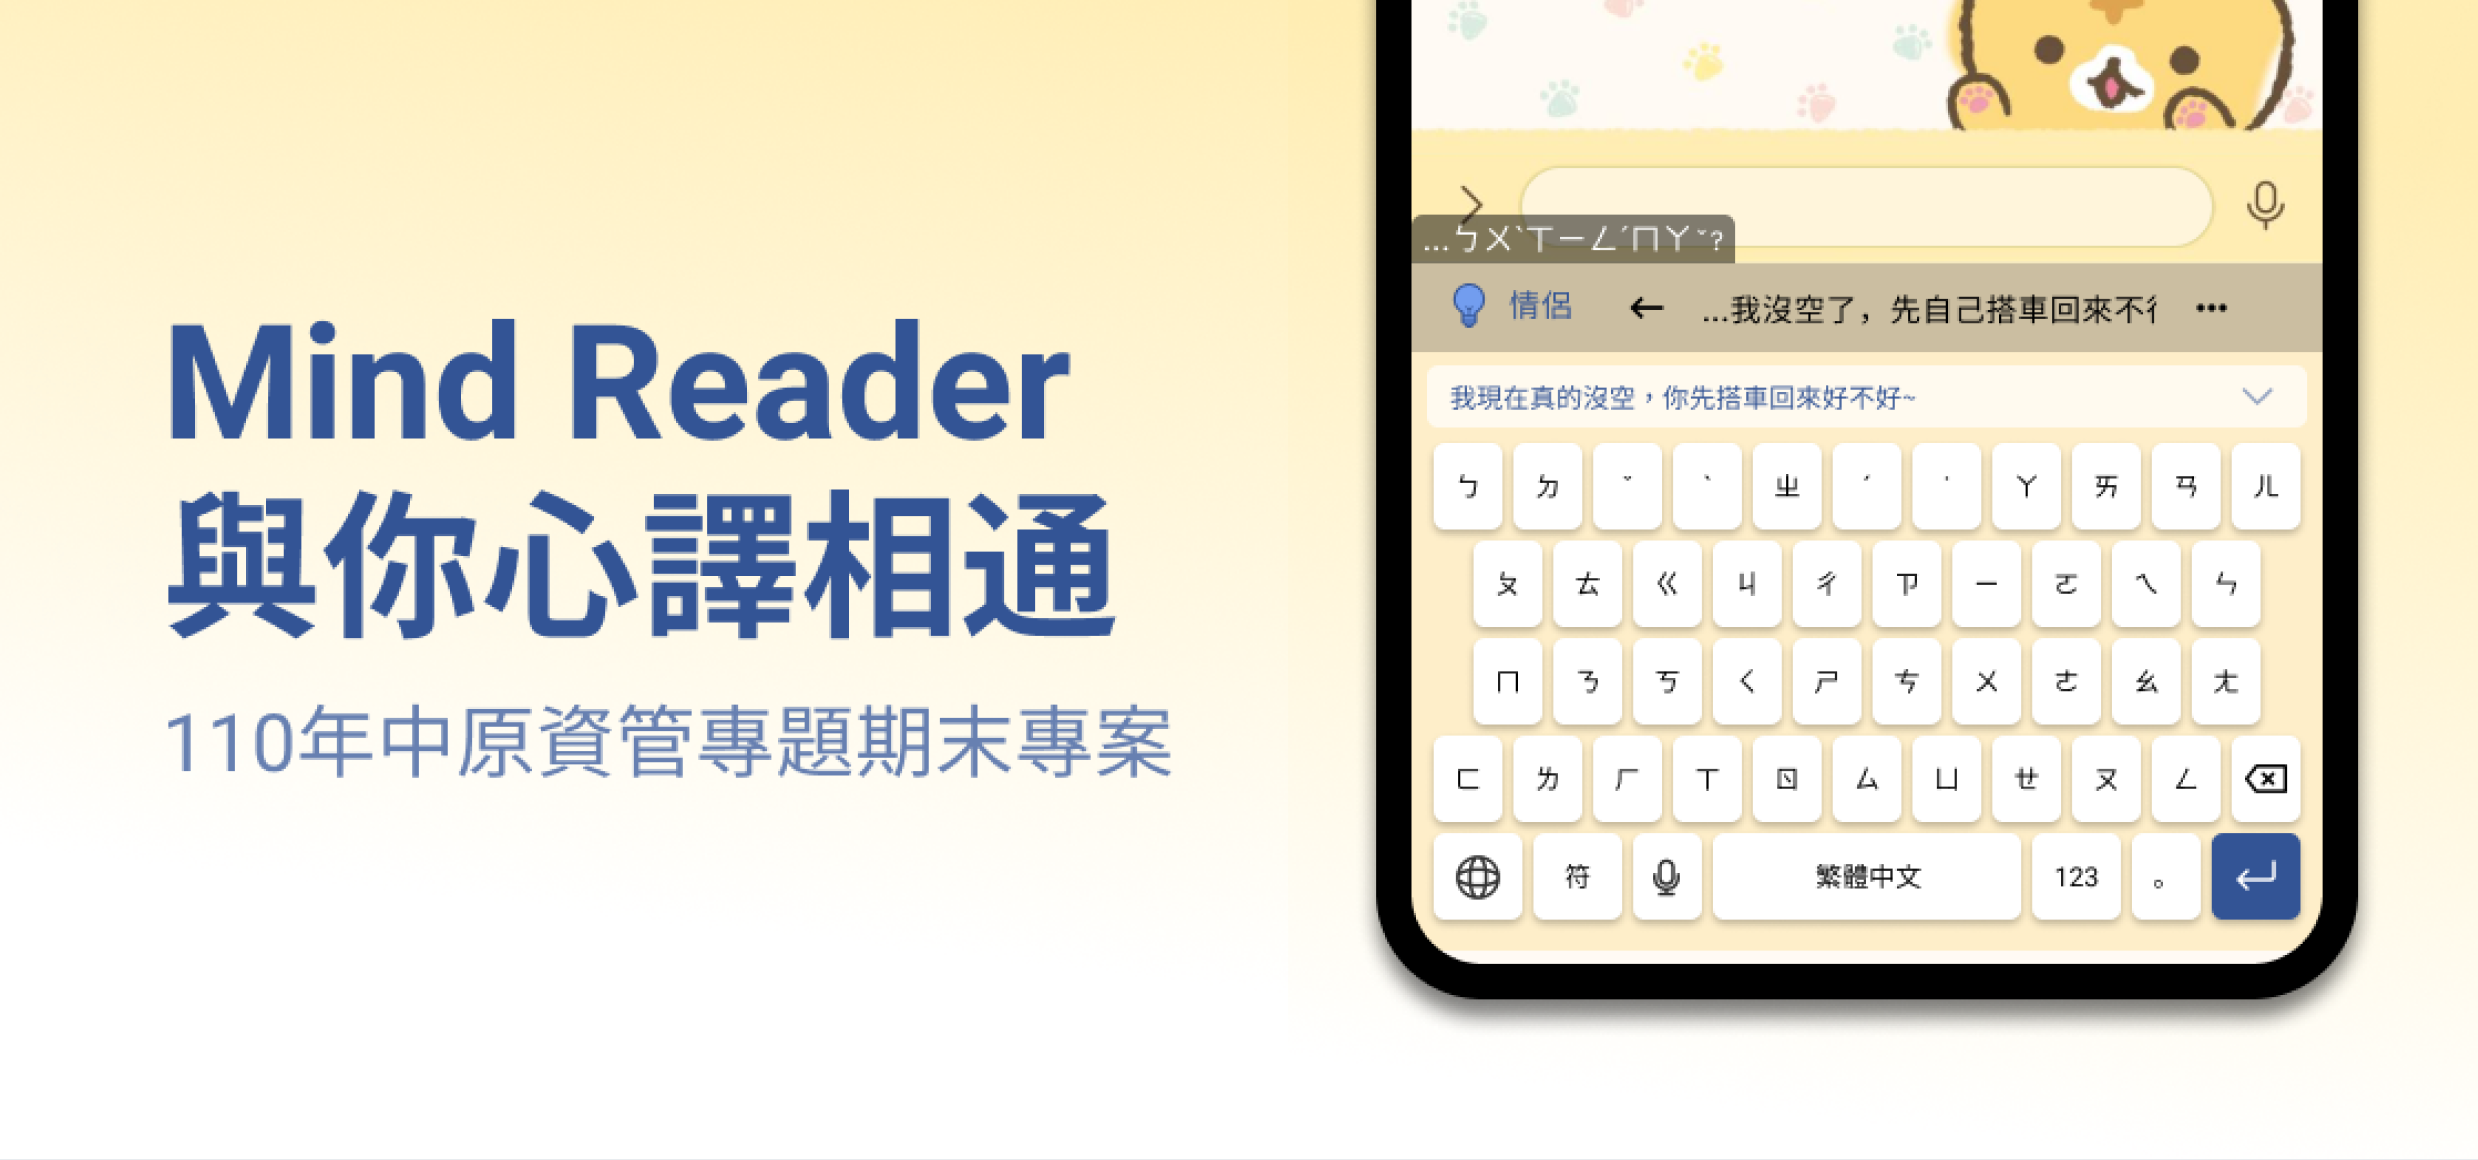 Mind Reader
與你心譯相通
110年中原資管專題期末專案
...ㄅㄨˋㄒㄧㄥˊㄇㄚˇ?
情侶 ← ...我沒空了，先自己搭車回來不 •••
我現在真的沒空，你先搭車回來好不好~
ㄅ ㄉ ˇ ˋ ㄓ ˊ ˙ ㄚ ㄞ ㄢ ㄦ
ㄆ ㄊ ㄍ ㄐ ㄔ ㄗ ㄧ ㄛ ㄟ ㄣ
ㄇ ㄋ ㄎ ㄑ ㄕ ㄘ ㄨ ㄜ ㄠ ㄤ
ㄈ ㄌ ㄏ ㄒ ㄖ ㄙ ㄩ ㄝ ㄡ ㄥ
符 繁體中文 123 。